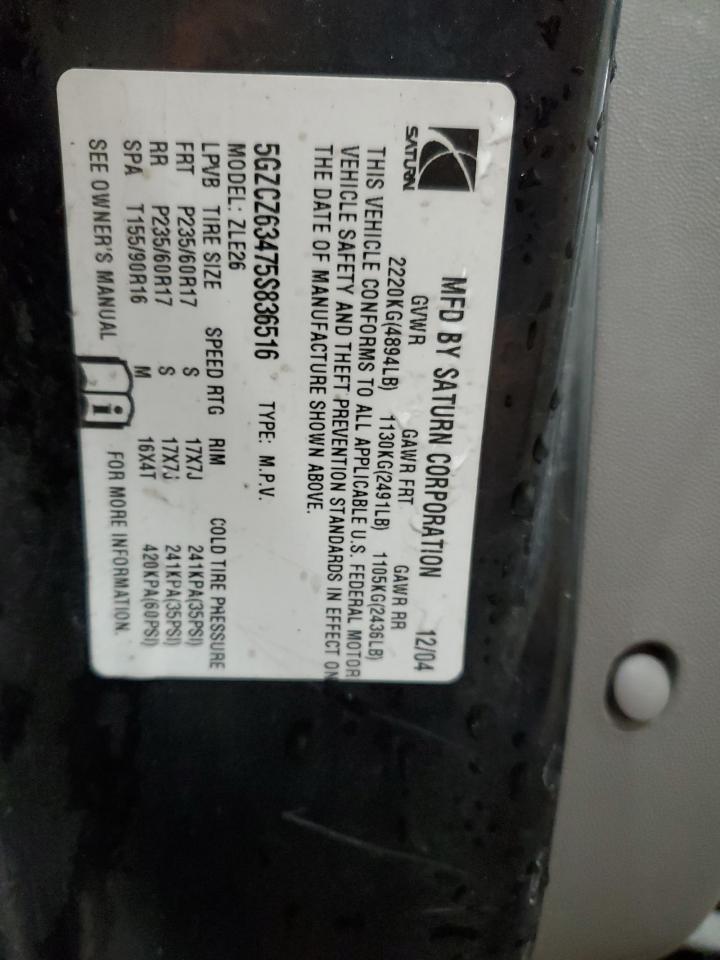 SATURN
MFD BY SATURN CORPORATION 12/04
GVWR GAWR FRT GAWR RR
2220KG(4894LB) 1130KG(2491LB) 1105KG(2436LB)
THIS VEHICLE CONFORMS TO ALL APPLICABLE U.S. FEDERAL MOTOR
VEHICLE SAFETY AND THEFT PREVENTION STANDARDS IN EFFECT ON
THE DATE OF MANUFACTURE SHOWN ABOVE.
5GZCZ63475S836516 TYPE: M.P.V.
MODEL: ZLE26
LPVB TIRE SIZE SPEED RTG RIM COLD TIRE PRESSURE
FRT P235/60R17 S 17X7J 241KPA(35PSI)
RR P235/60R17 S 17X7J 241KPA(35PSI)
SPA T155/90R16 M 16X4T 420KPA(60PSI)
SEE OWNER'S MANUAL i FOR MORE INFORMATION.